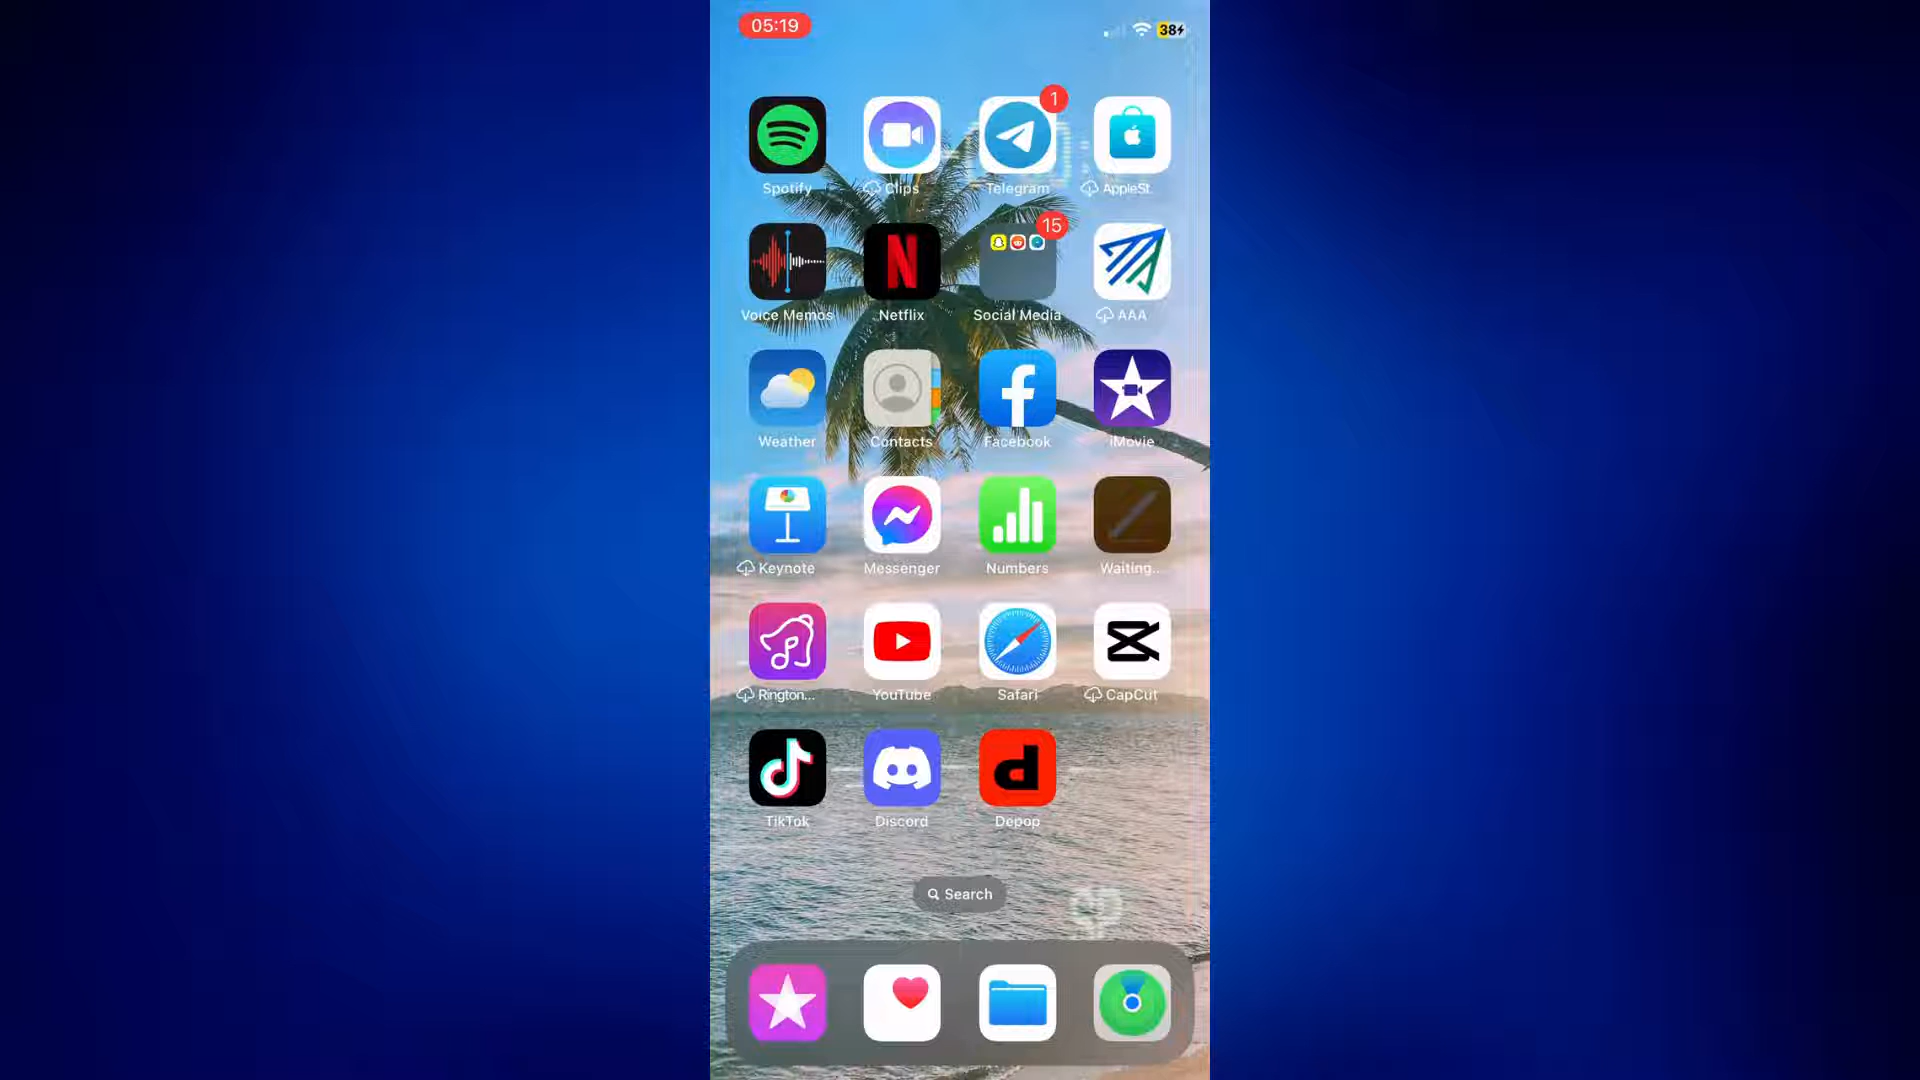 05:19
38
1
Spotify
Clips
Telegram
AppleSt.
15
Voice Memos
Netflix
Social Media
AAA
Weather
Contacts
Facebook
iMovie
Keynote
Messenger
Numbers
Waiting...
Rington...
YouTube
Safari
CapCut
TikTok
Discord
Depop
Search